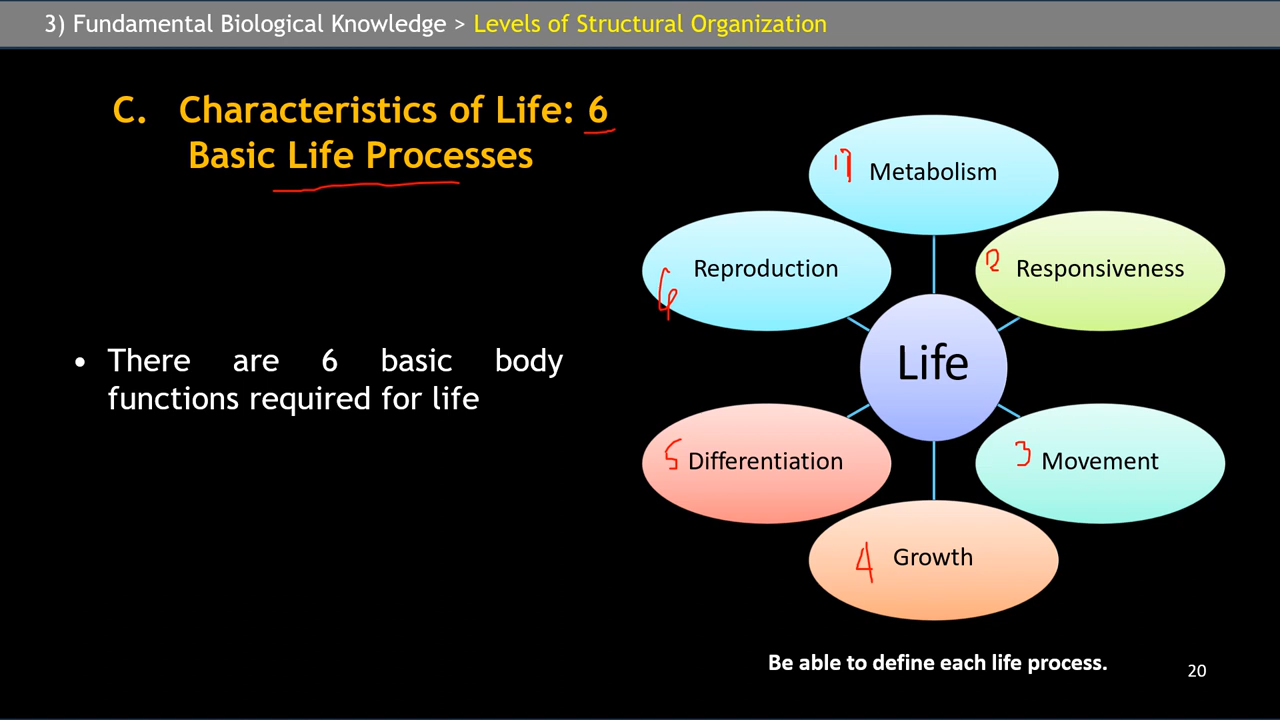 3) Fundamental Biological Knowledge > Levels of Structural Organization
C. Characteristics of Life: 6
Basic Life Processes
• There are 6 basic body
functions required for life
Metabolism
Reproduction
2 Responsiveness
Life
5 Differentiation
3 Movement
4 Growth
6
Be able to define each life process.
20